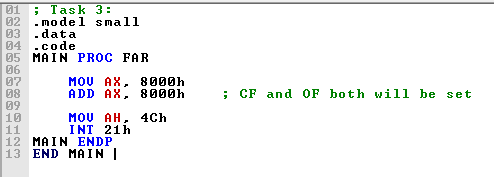 01 ; Task 3:
02 .model small
03 .data
04 .code
05 MAIN PROC FAR
06
07 MOV AX, 8000h
08 ADD AX, 8000h ; CF and OF both will be set
09
10 MOV AH, 4Ch
11 INT 21h
12 MAIN ENDP
13 END MAIN